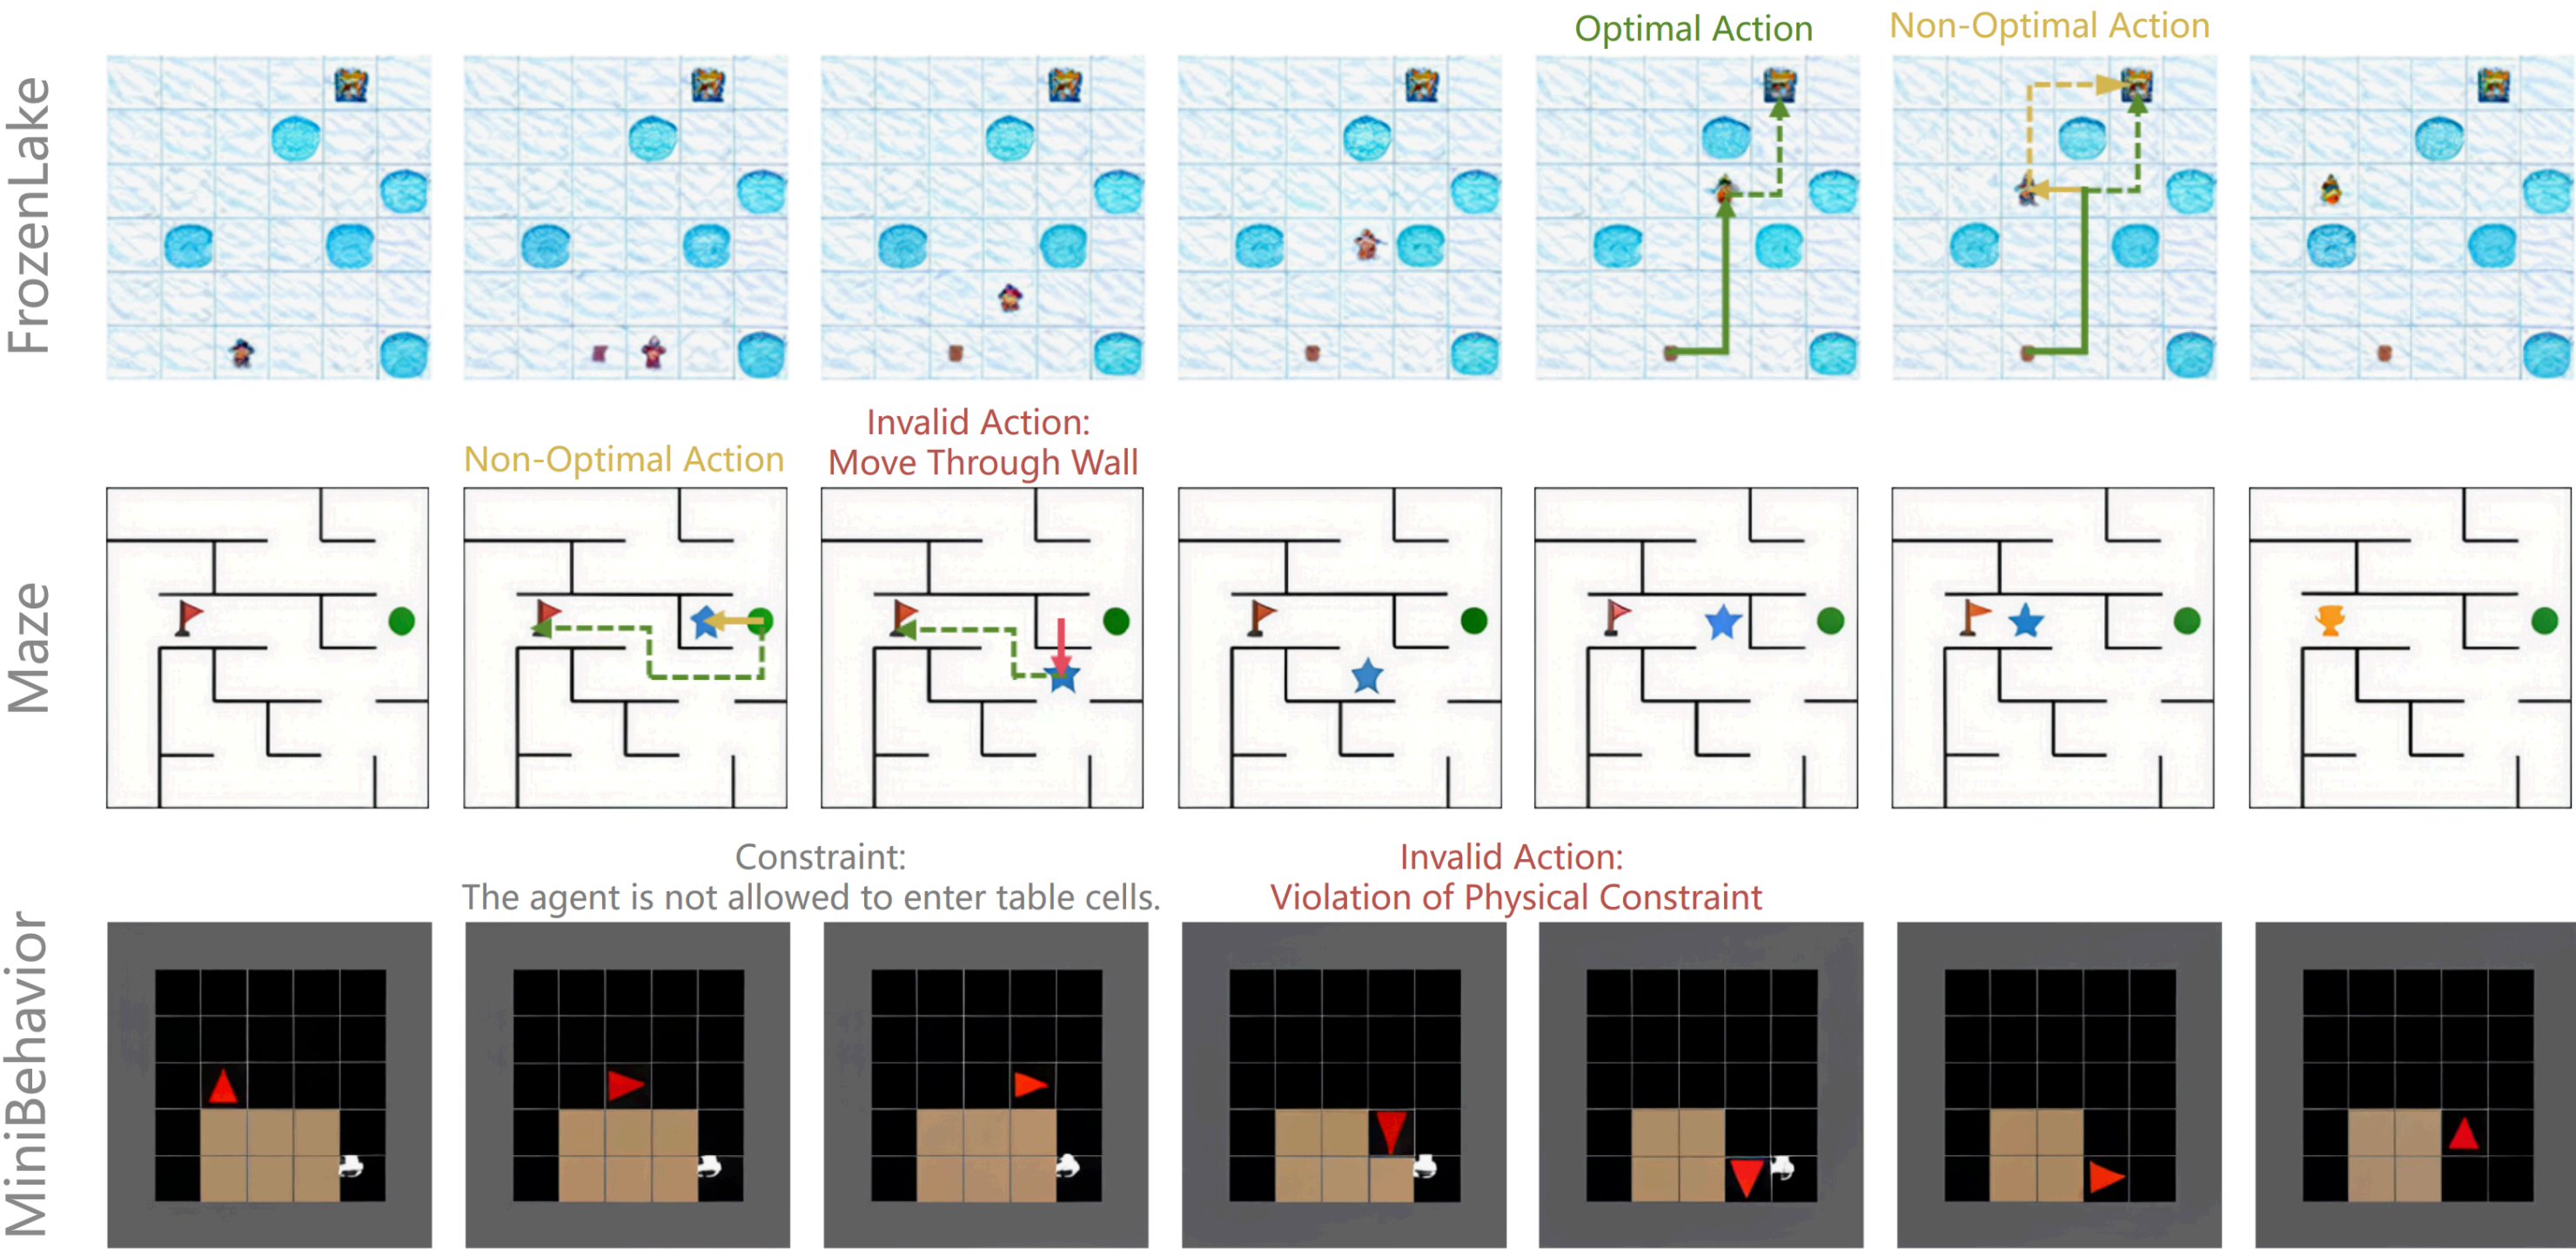 Optimal Action
Non-Optimal Action
FrozenLake
Invalid Action:
Move Through Wall
Non-Optimal Action
Maze
Constraint:
The agent is not allowed to enter table cells.
Invalid Action:
Violation of Physical Constraint
MiniBehavior